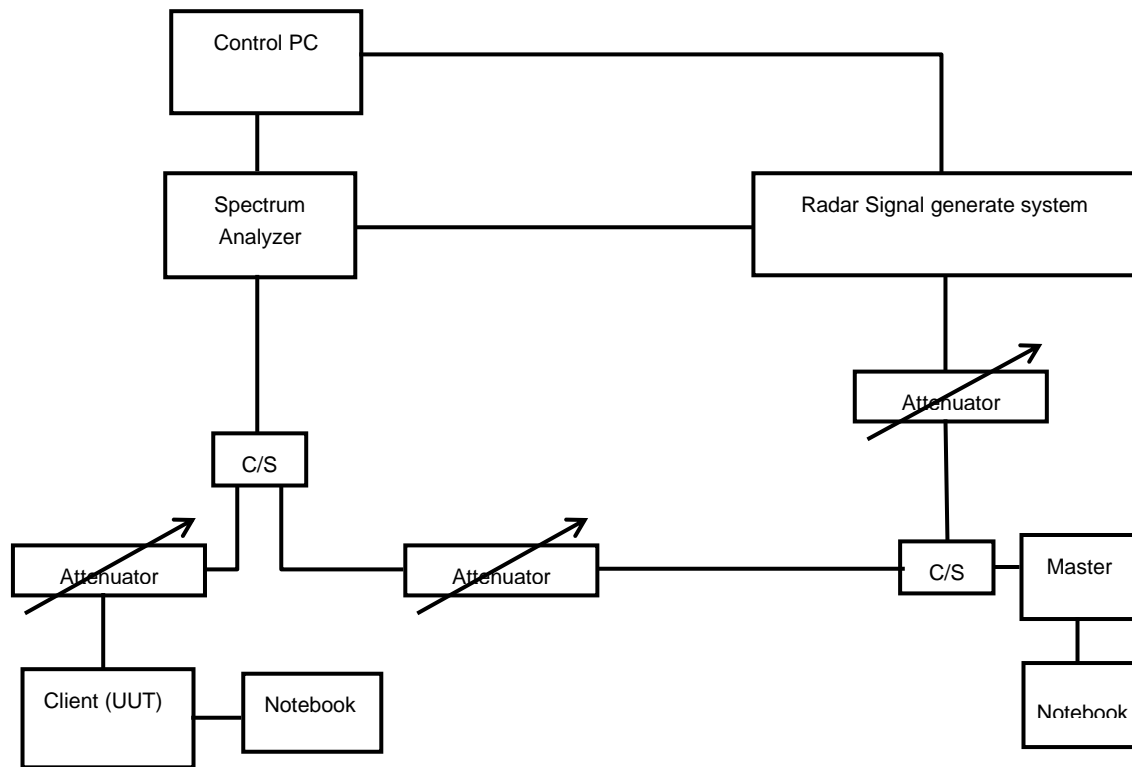 Control PC
Spectrum
Analyzer
Radar Signal generate system
Attenuator
C/S
Attenuator
Attenuator
C/S
Master
Client (UUT)
Notebook
Notebook